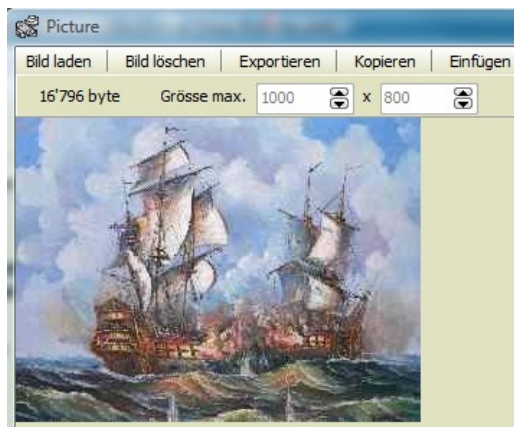 Picture
Bild laden Bild löschen Exportieren Kopieren Einfügen
16'796 byte Grösse max. 1000 x 800